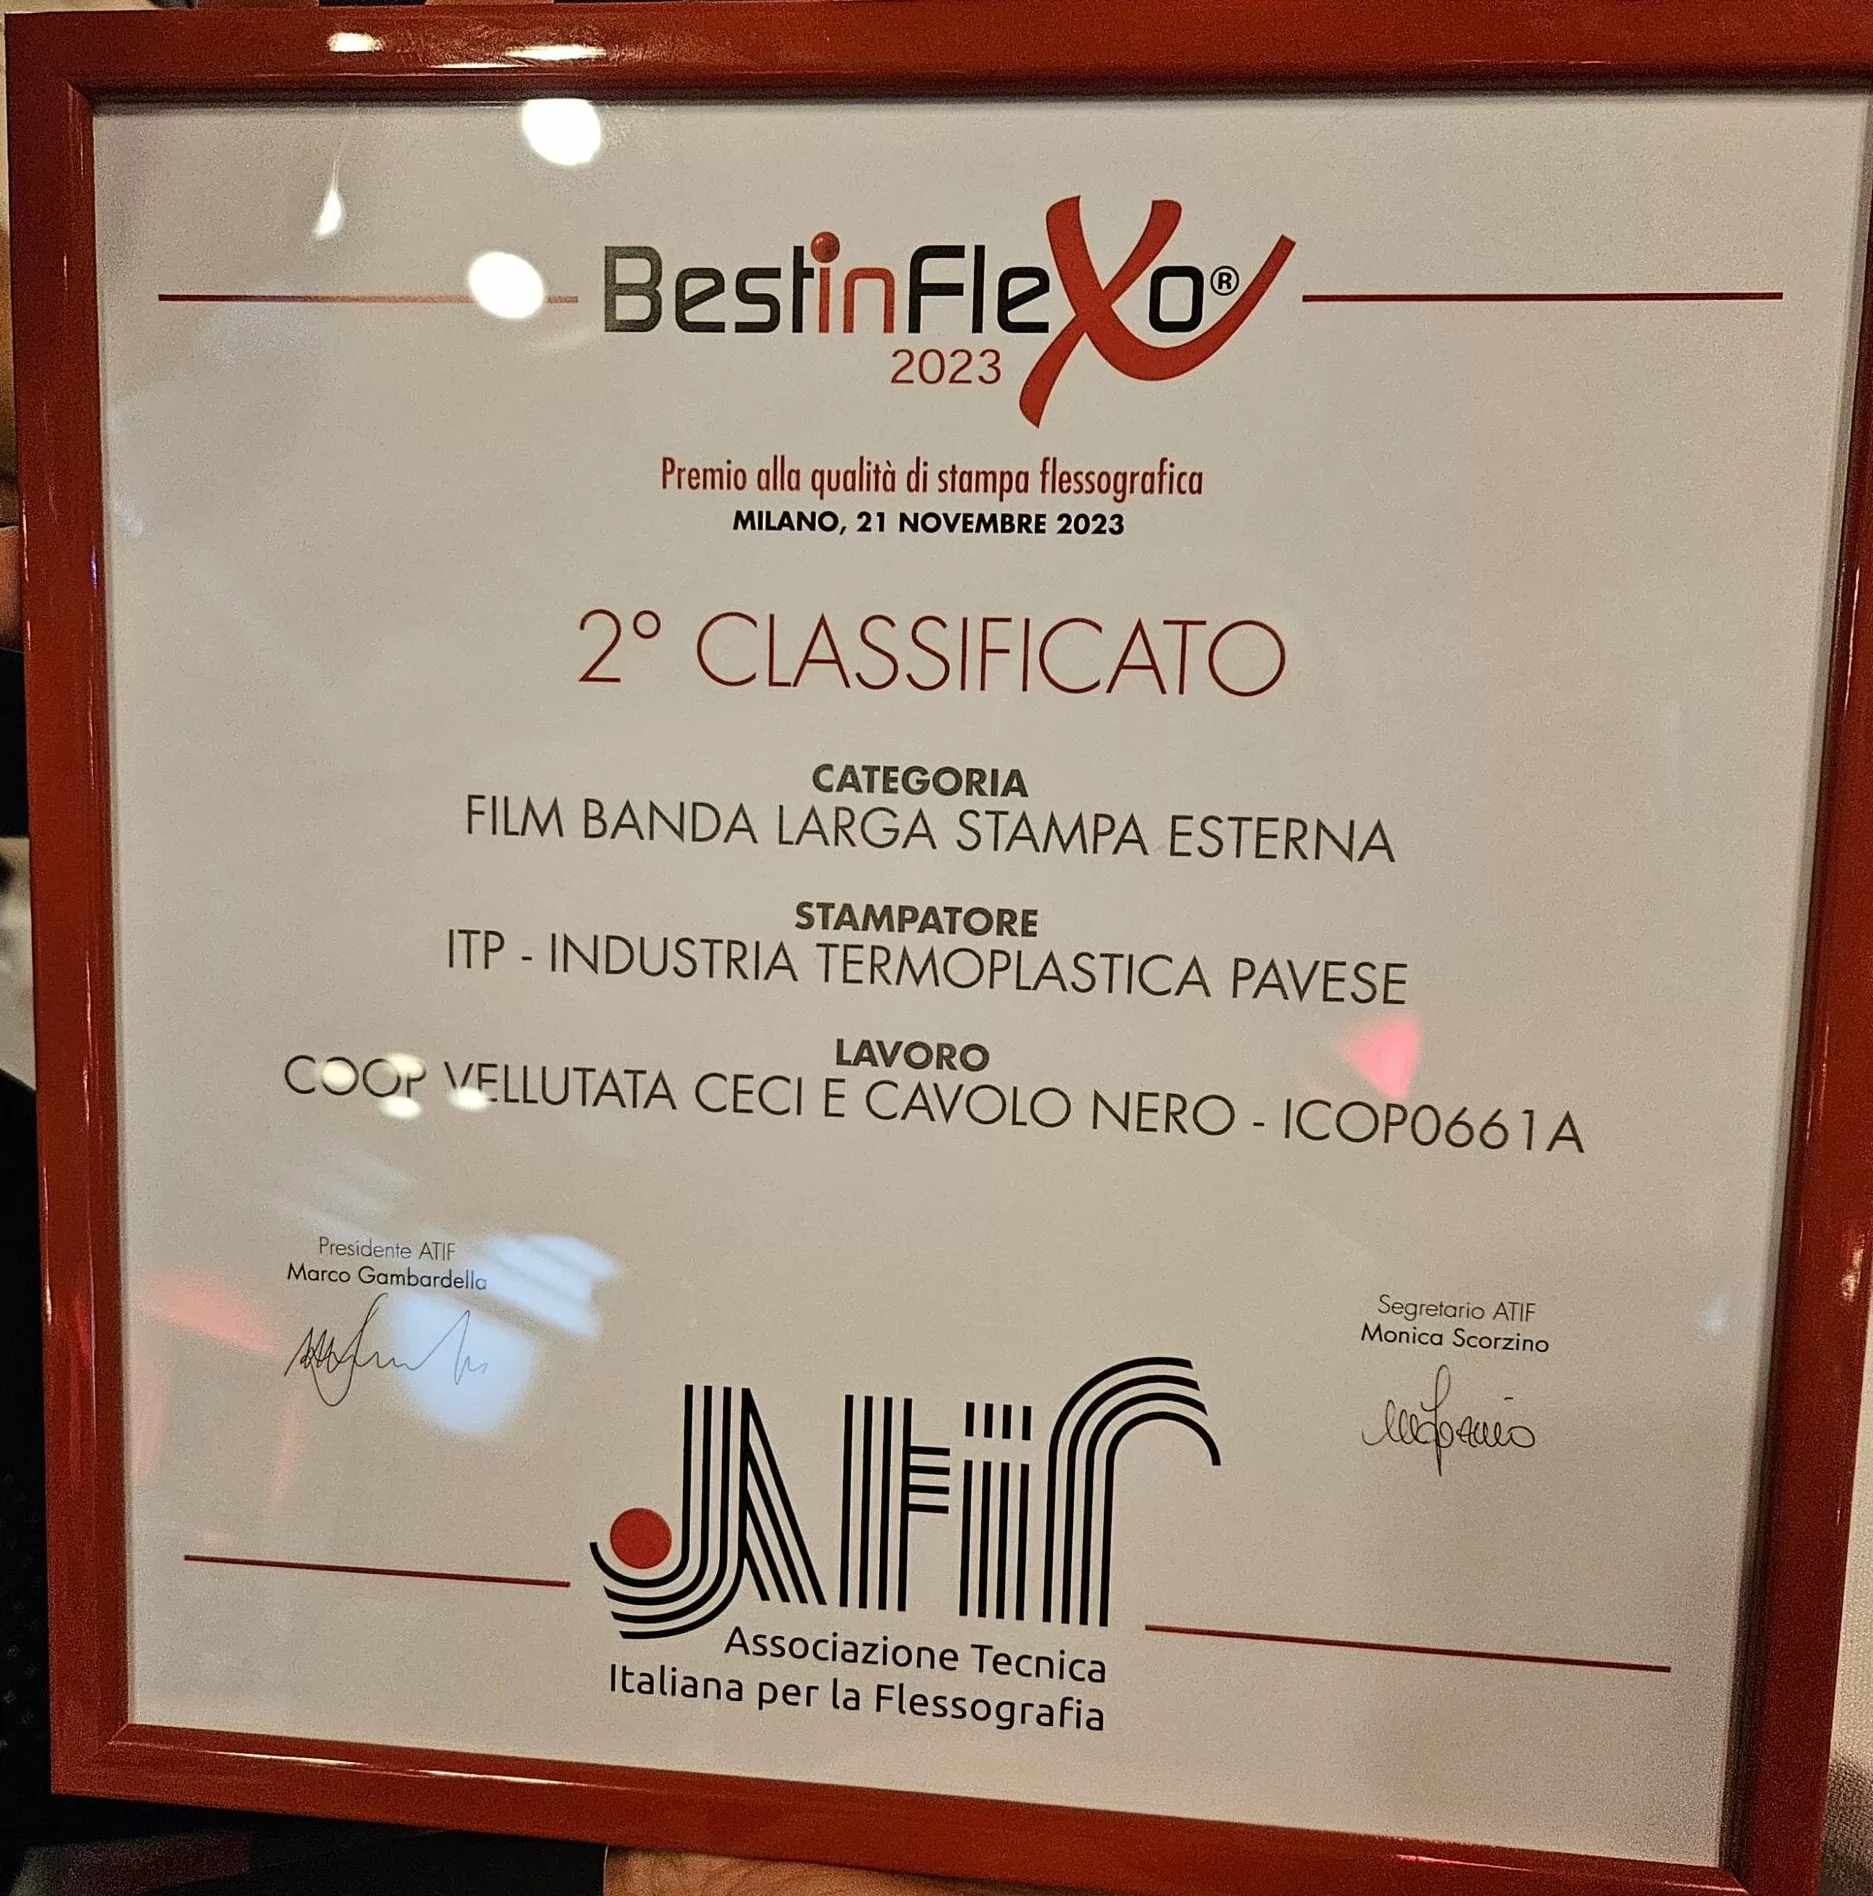 BestinFlexo®
2023
Premio alla qualità di stampa flessografica
MILANO, 21 NOVEMBRE 2023
2° CLASSIFICATO
CATEGORIA
FILM BANDA LARGA STAMPA ESTERNA
STAMPATORE
ITP - INDUSTRIA TERMOPLASTICA PAVESE
LAVORO
COOP VELLUTATA CECI E CAVOLO NERO - ICOP0661A
Presidente ATIF
Marco Gambardella
Segretario ATIF
Monica Scorzino
ATIF
Associazione Tecnica
Italiana per la Flessografia